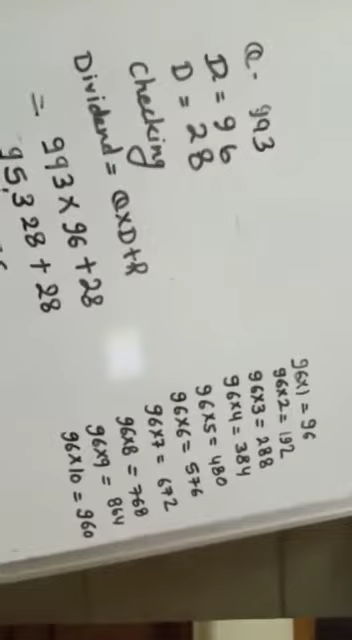 Q - 993
D = 96
D = 28
Checking
Dividend = Q×D+R
= 993 × 96 + 28
95,328 + 28
96×1 = 96
96×2 = 192
96×3 = 288
96×4 = 384
96×5 = 480
96×6 = 576
96×7 = 672
96×8 = 768
96×9 = 864
96×10 = 960